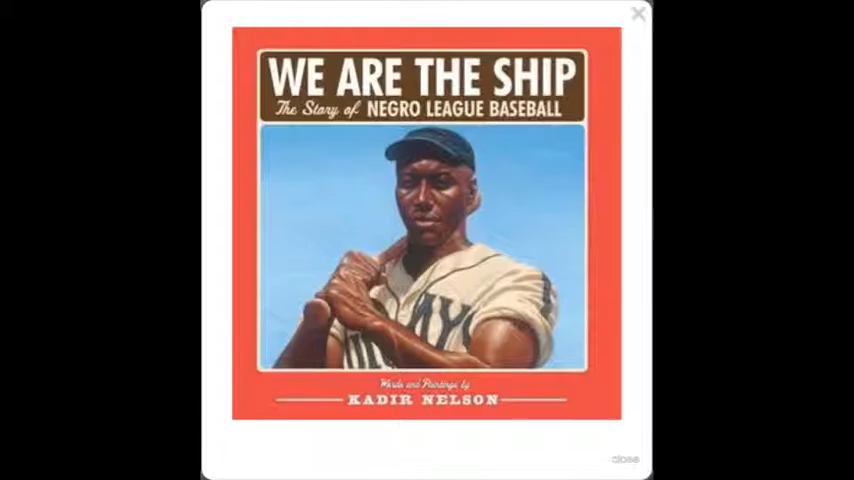 WE ARE THE SHIP
The Story of NEGRO LEAGUE BASEBALL
Words and Paintings by
KADIR NELSON
close